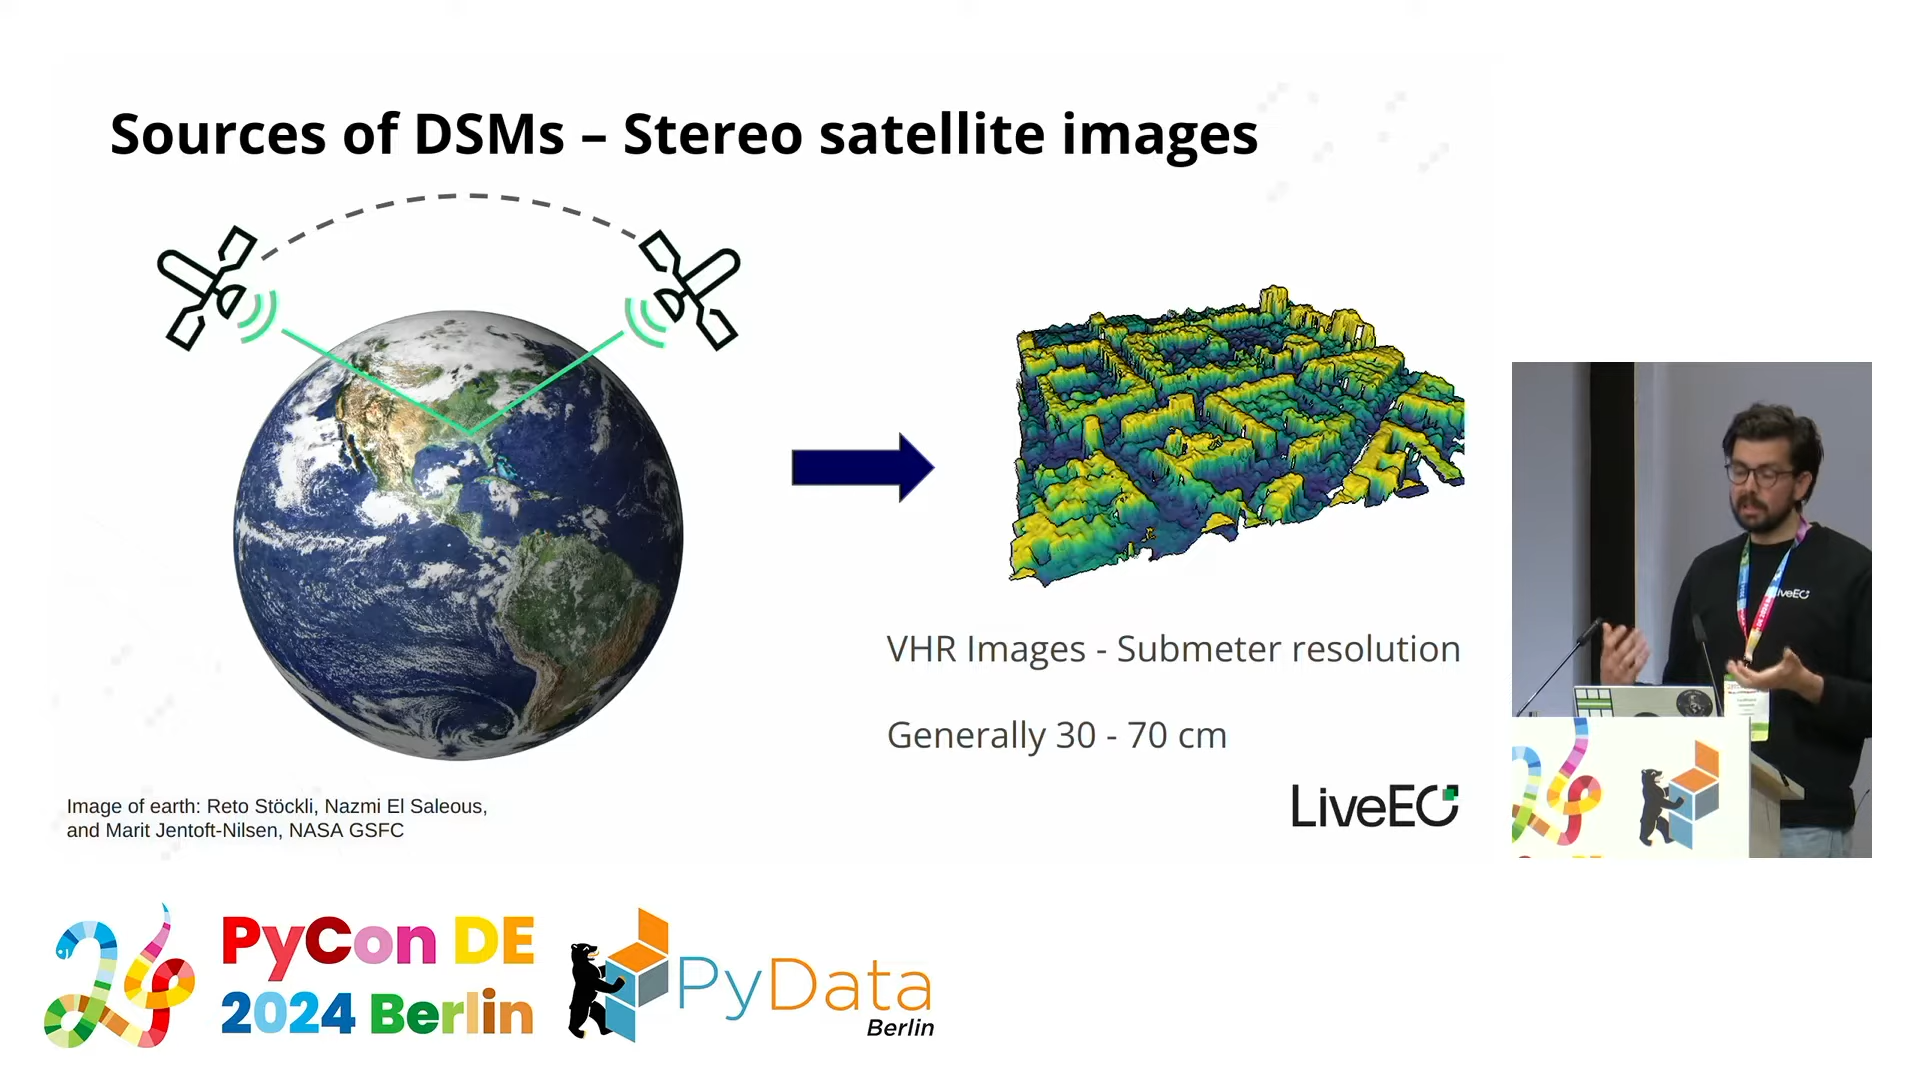 Sources of DSMs – Stereo satellite images
VHR Images - Submeter resolution
Generally 30 - 70 cm
Image of earth: Reto Stöckli, Nazmi El Saleous,
and Marit Jentoft-Nilsen, NASA GSFC
LiveEO
iveEO
PyCon DE
2024 Berlin
PyData
Berlin